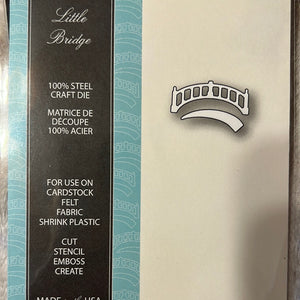 Little
Bridge
100% STEEL
CRAFT DIE
MATRICE DE
DÉCOUPE
100% ACIER
FOR USE ON
CARDSTOCK
FELT
FABRIC
SHRINK PLASTIC
CUT
STENCIL
EMBOSS
CREATE
MADE in the USA